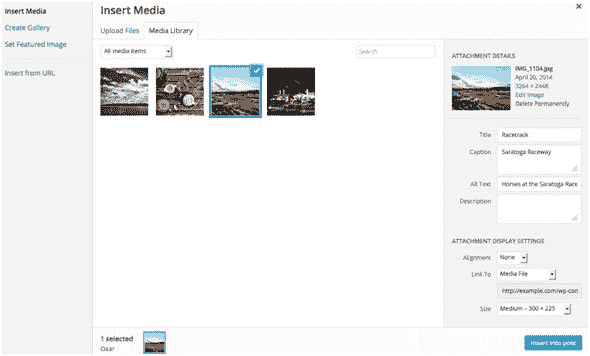 Insert Media
Create Gallery
Set Featured Image
Insert from URL
Insert Media
Upload Files
Media Library
All media items
Search
ATTACHMENT DETAILS
IMG_1104.jpg
April 20, 2014
3264 × 2448
Edit Image
Delete Permanently
Title Racetrack
Caption Saratoga Raceway
Alt Text Horses at the Saratoga Race
Description
ATTACHMENT DISPLAY SETTINGS
Alignment None
Link To Media File
http://example.com/wp-con
Size Medium – 300 × 225
1 selected
Clear
Insert into post